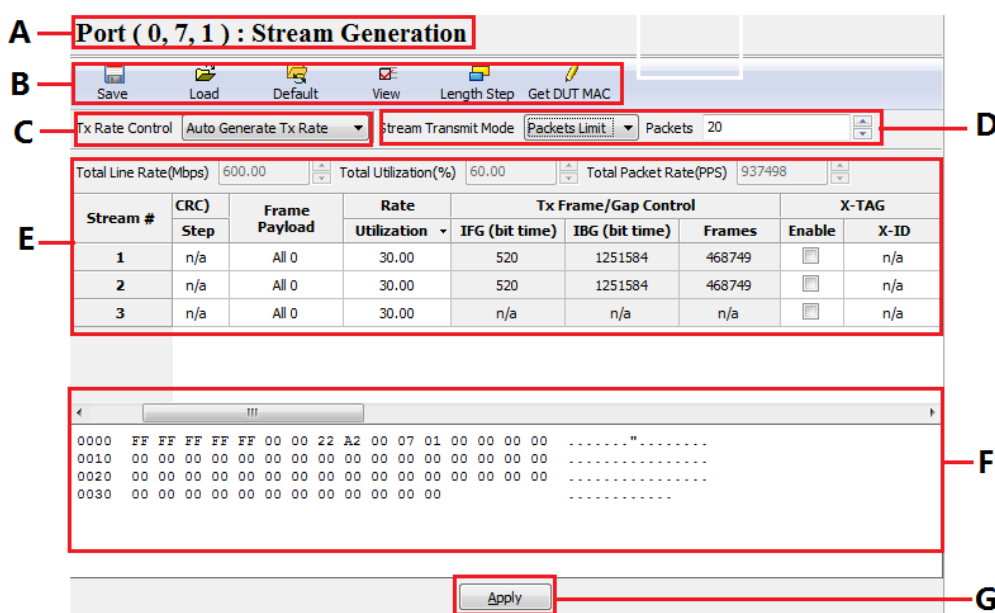 A Port ( 0, 7, 1 ) : Stream Generation
B Save Load Default View Length Step Get DUT MAC
C Tx Rate Control Auto Generate Tx Rate Stream Transmit Mode Packets Limit Packets 20 D
Total Line Rate(Mbps) 600.00 Total Utilization(%) 60.00 Total Packet Rate(PPS) 937498
Stream # CRC) Frame Payload Rate Tx Frame/Gap Control X-TAG
E Step Utilization IFG (bit time) IBG (bit time) Frames Enable X-ID
1 n/a All 0 30.00 520 1251584 468749 n/a
2 n/a All 0 30.00 520 1251584 468749 n/a
3 n/a All 0 30.00 n/a n/a n/a n/a
0000 FF FF FF FF FF 00 00 22 A2 00 07 01 00 00 00 00 ......."........
0010 00 00 00 00 00 00 00 00 00 00 00 00 00 00 00 00 ................
F
0020 00 00 00 00 00 00 00 00 00 00 00 00 00 00 00 00 ................
0030 00 00 00 00 00 00 00 00 00 00 00 00 ............
Apply G